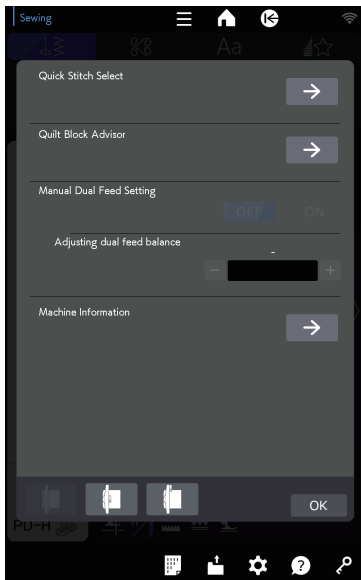 Sewing
Aa
Quick Stitch Select
Quilt Block Advisor
Manual Dual Feed Setting
OFF ON
Adjusting dual feed balance
-
− +
Machine Information
OK
PD-H
?